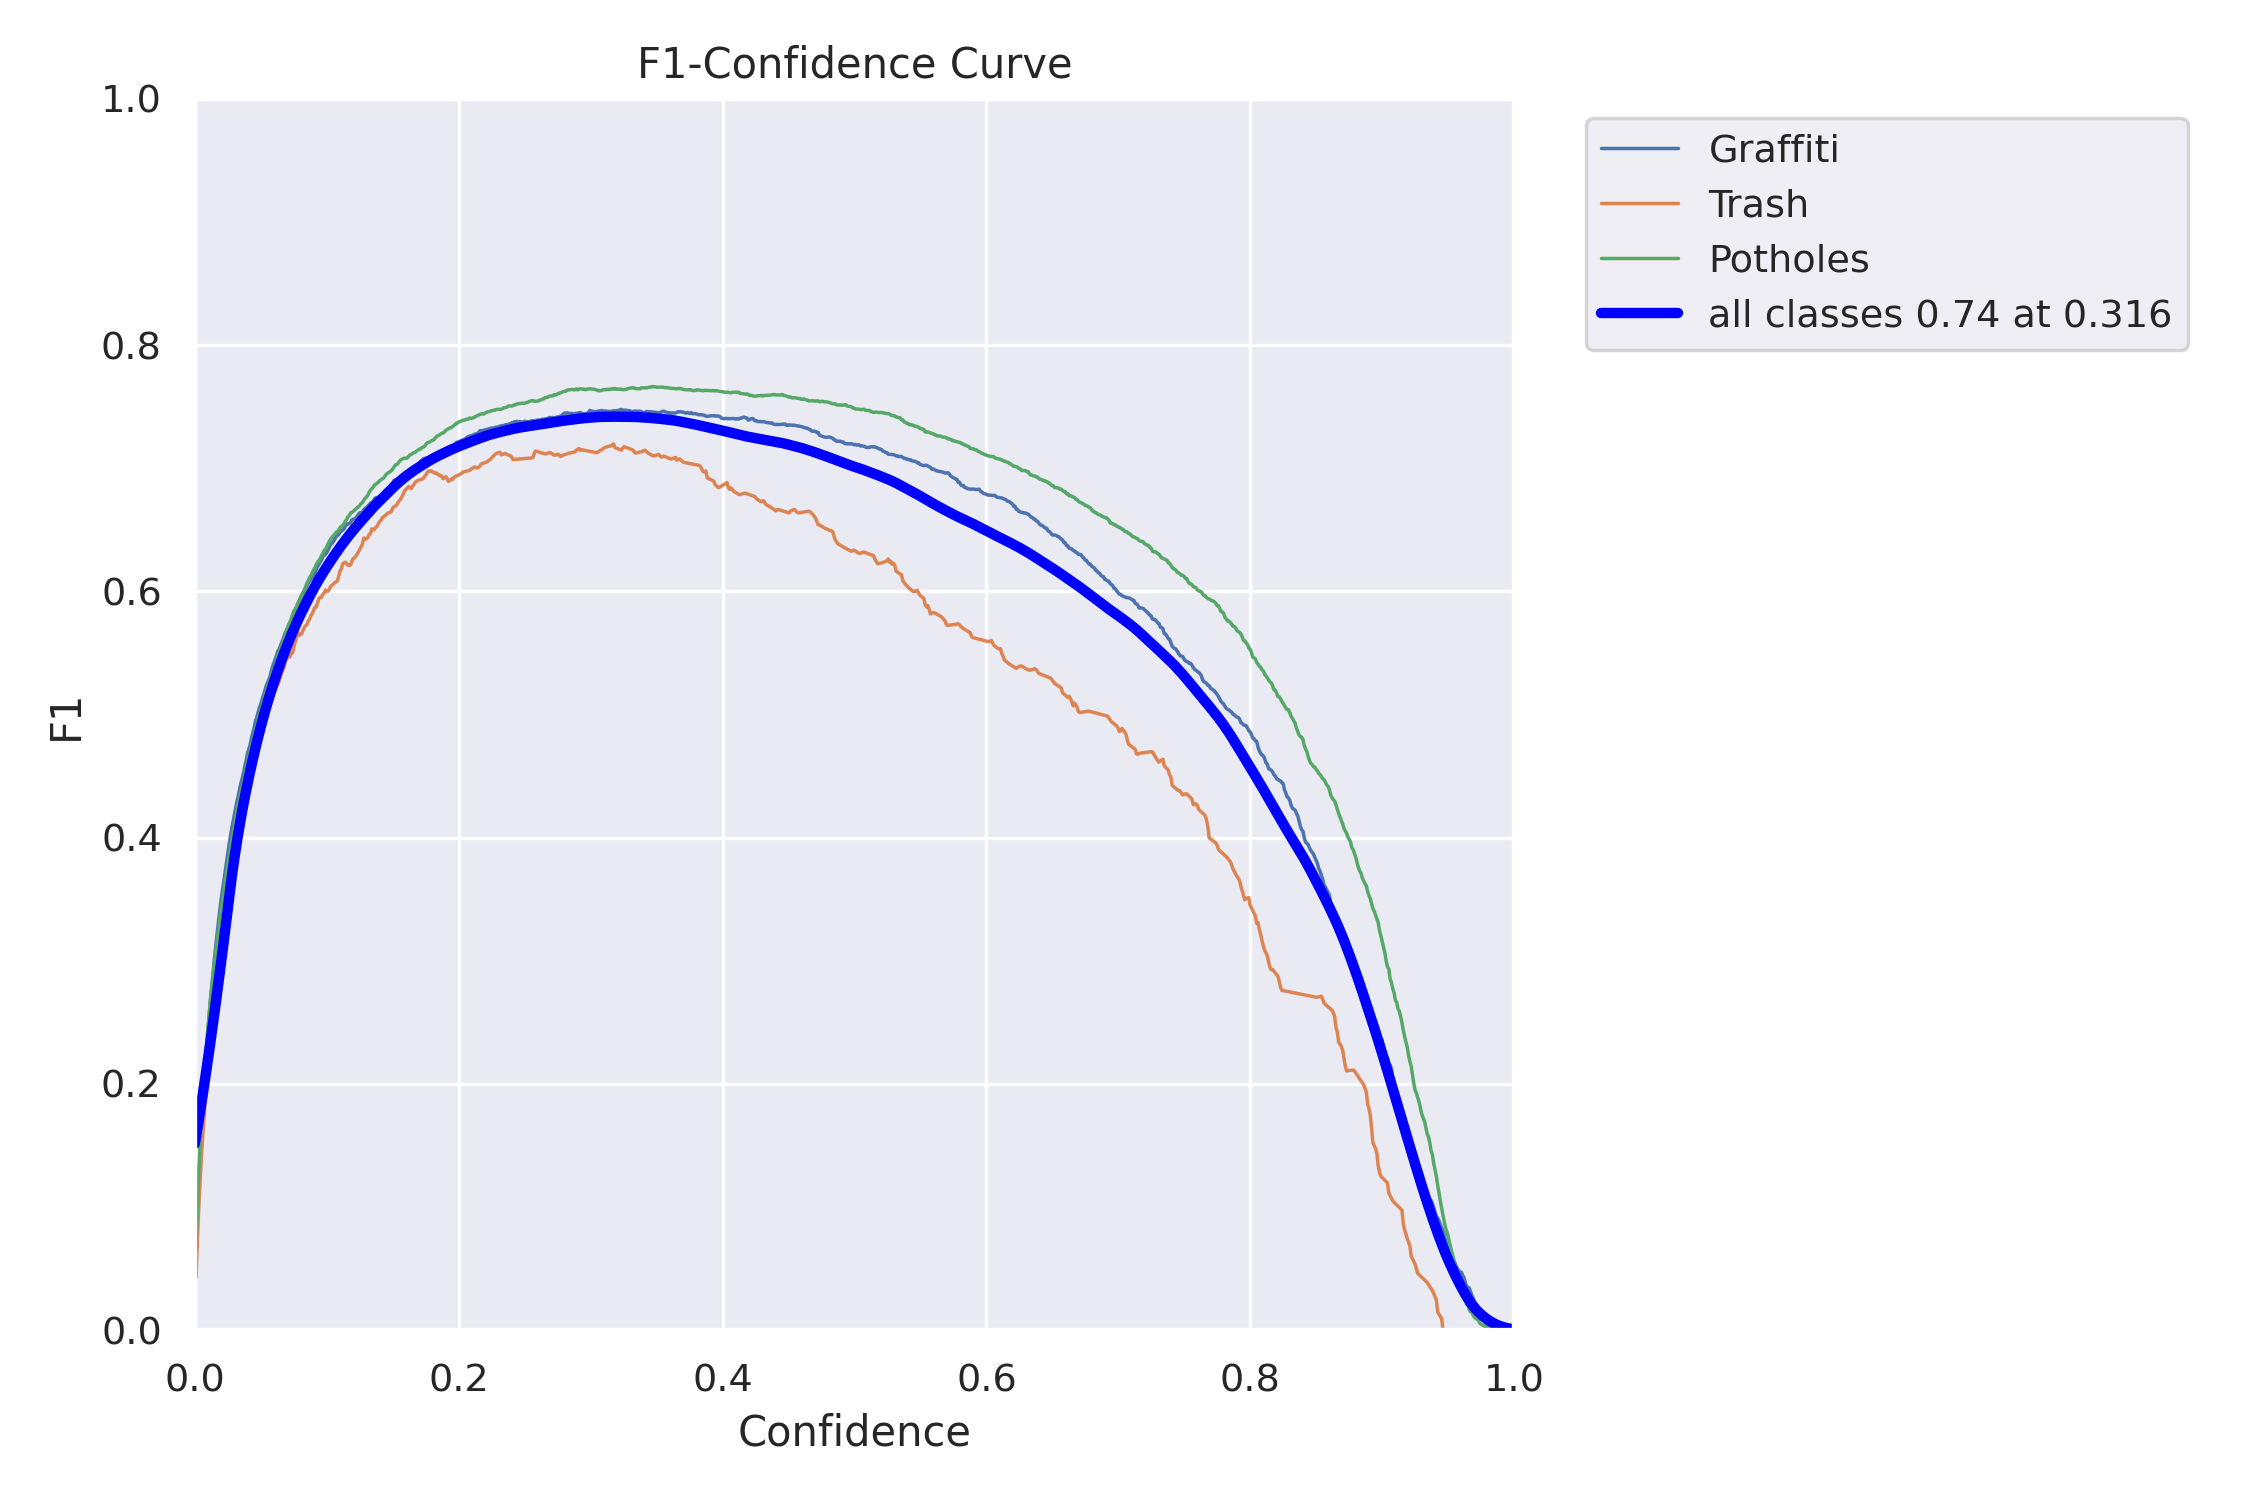 F1-Confidence Curve
1.0
0.8
0.6
0.4
0.2
0.0
F1
0.0 0.2 0.4 0.6 0.8 1.0
Confidence
Graffiti
Trash
Potholes
all classes 0.74 at 0.316